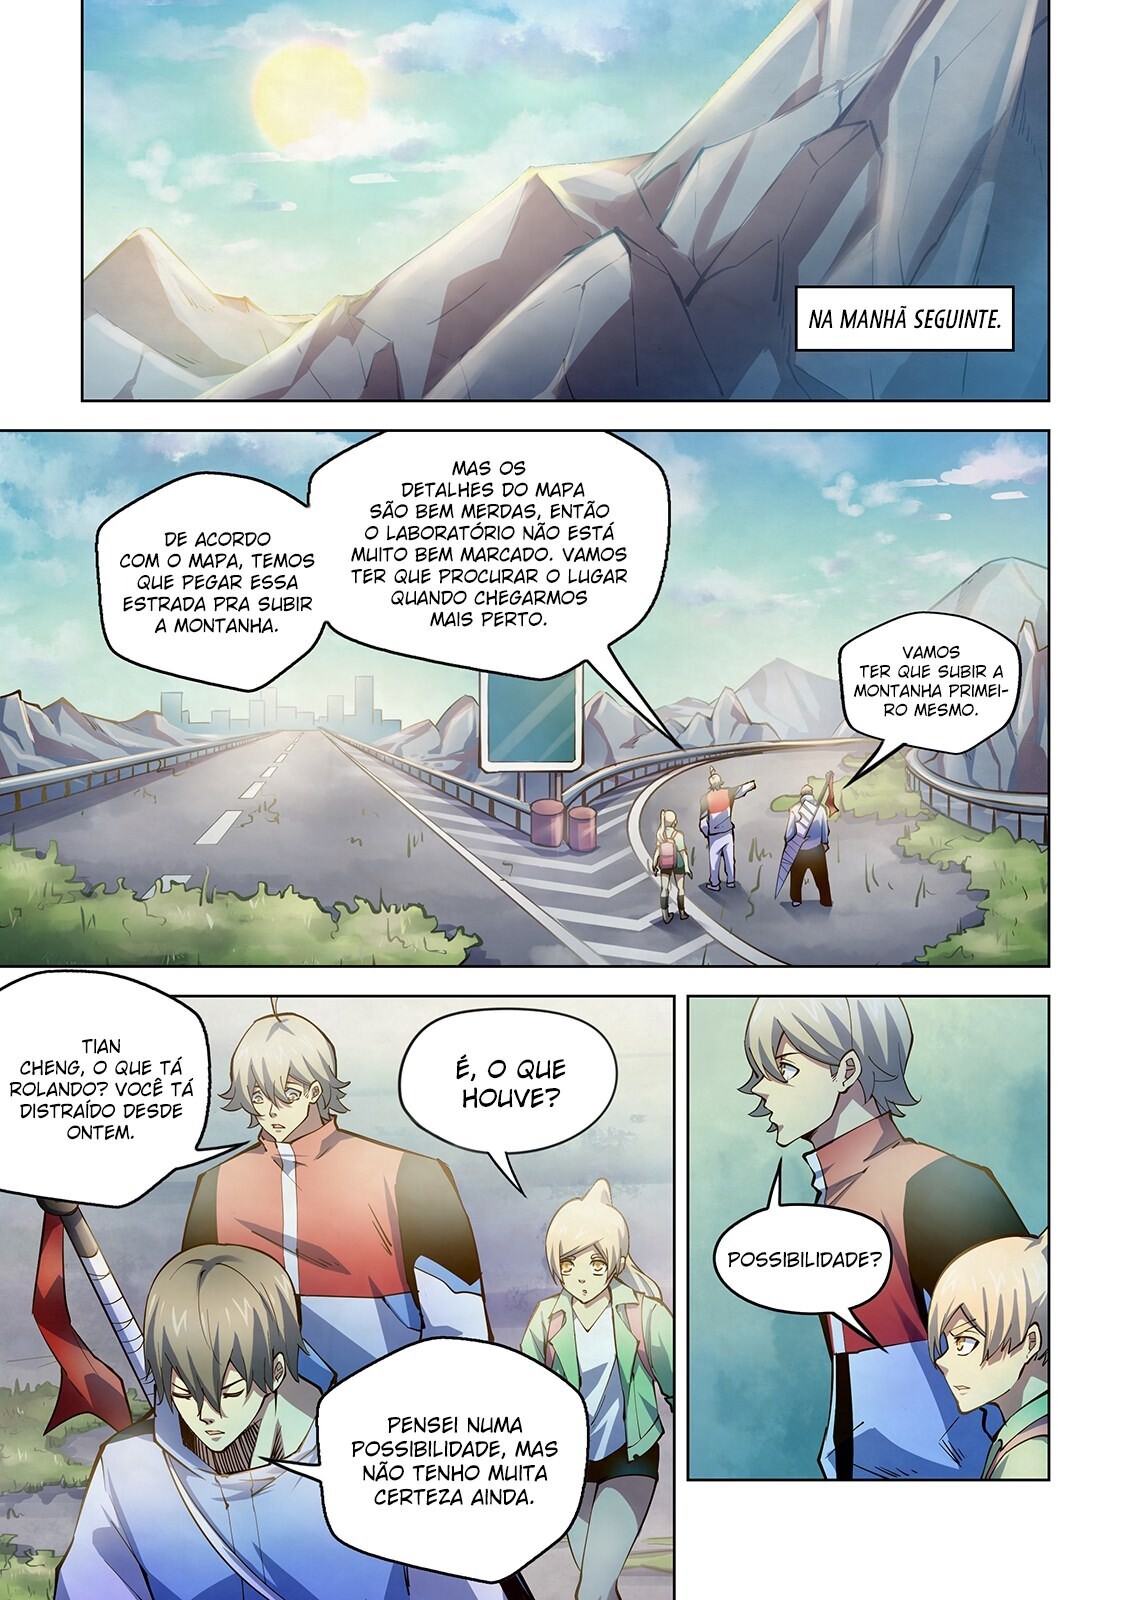 NA MANHÃ SEGUINTE.
DE ACORDO
COM O MAPA, TEMOS
QUE PEGAR ESSA
ESTRADA PRA SUBIR
A MONTANHA.
MAS OS
DETALHES DO MAPA
SÃO BEM MERDAS, ENTÃO
O LABORATÓRIO NÃO ESTÁ
MUITO BEM MARCADO. VAMOS
TER QUE PROCURAR O LUGAR
QUANDO CHEGARMOS
MAIS PERTO.
VAMOS
TER QUE SUBIR A
MONTANHA PRIMEI-
RO MESMO.
TIAN
CHENG, O QUE TÁ
ROLANDO? VOCÊ TÁ
DISTRAÍDO DESDE
ONTEM.
É, O QUE
HOUVE?
PENSEI NUMA
POSSIBILIDADE, MAS
NÃO TENHO MUITA
CERTEZA AINDA.
POSSIBILIDADE?